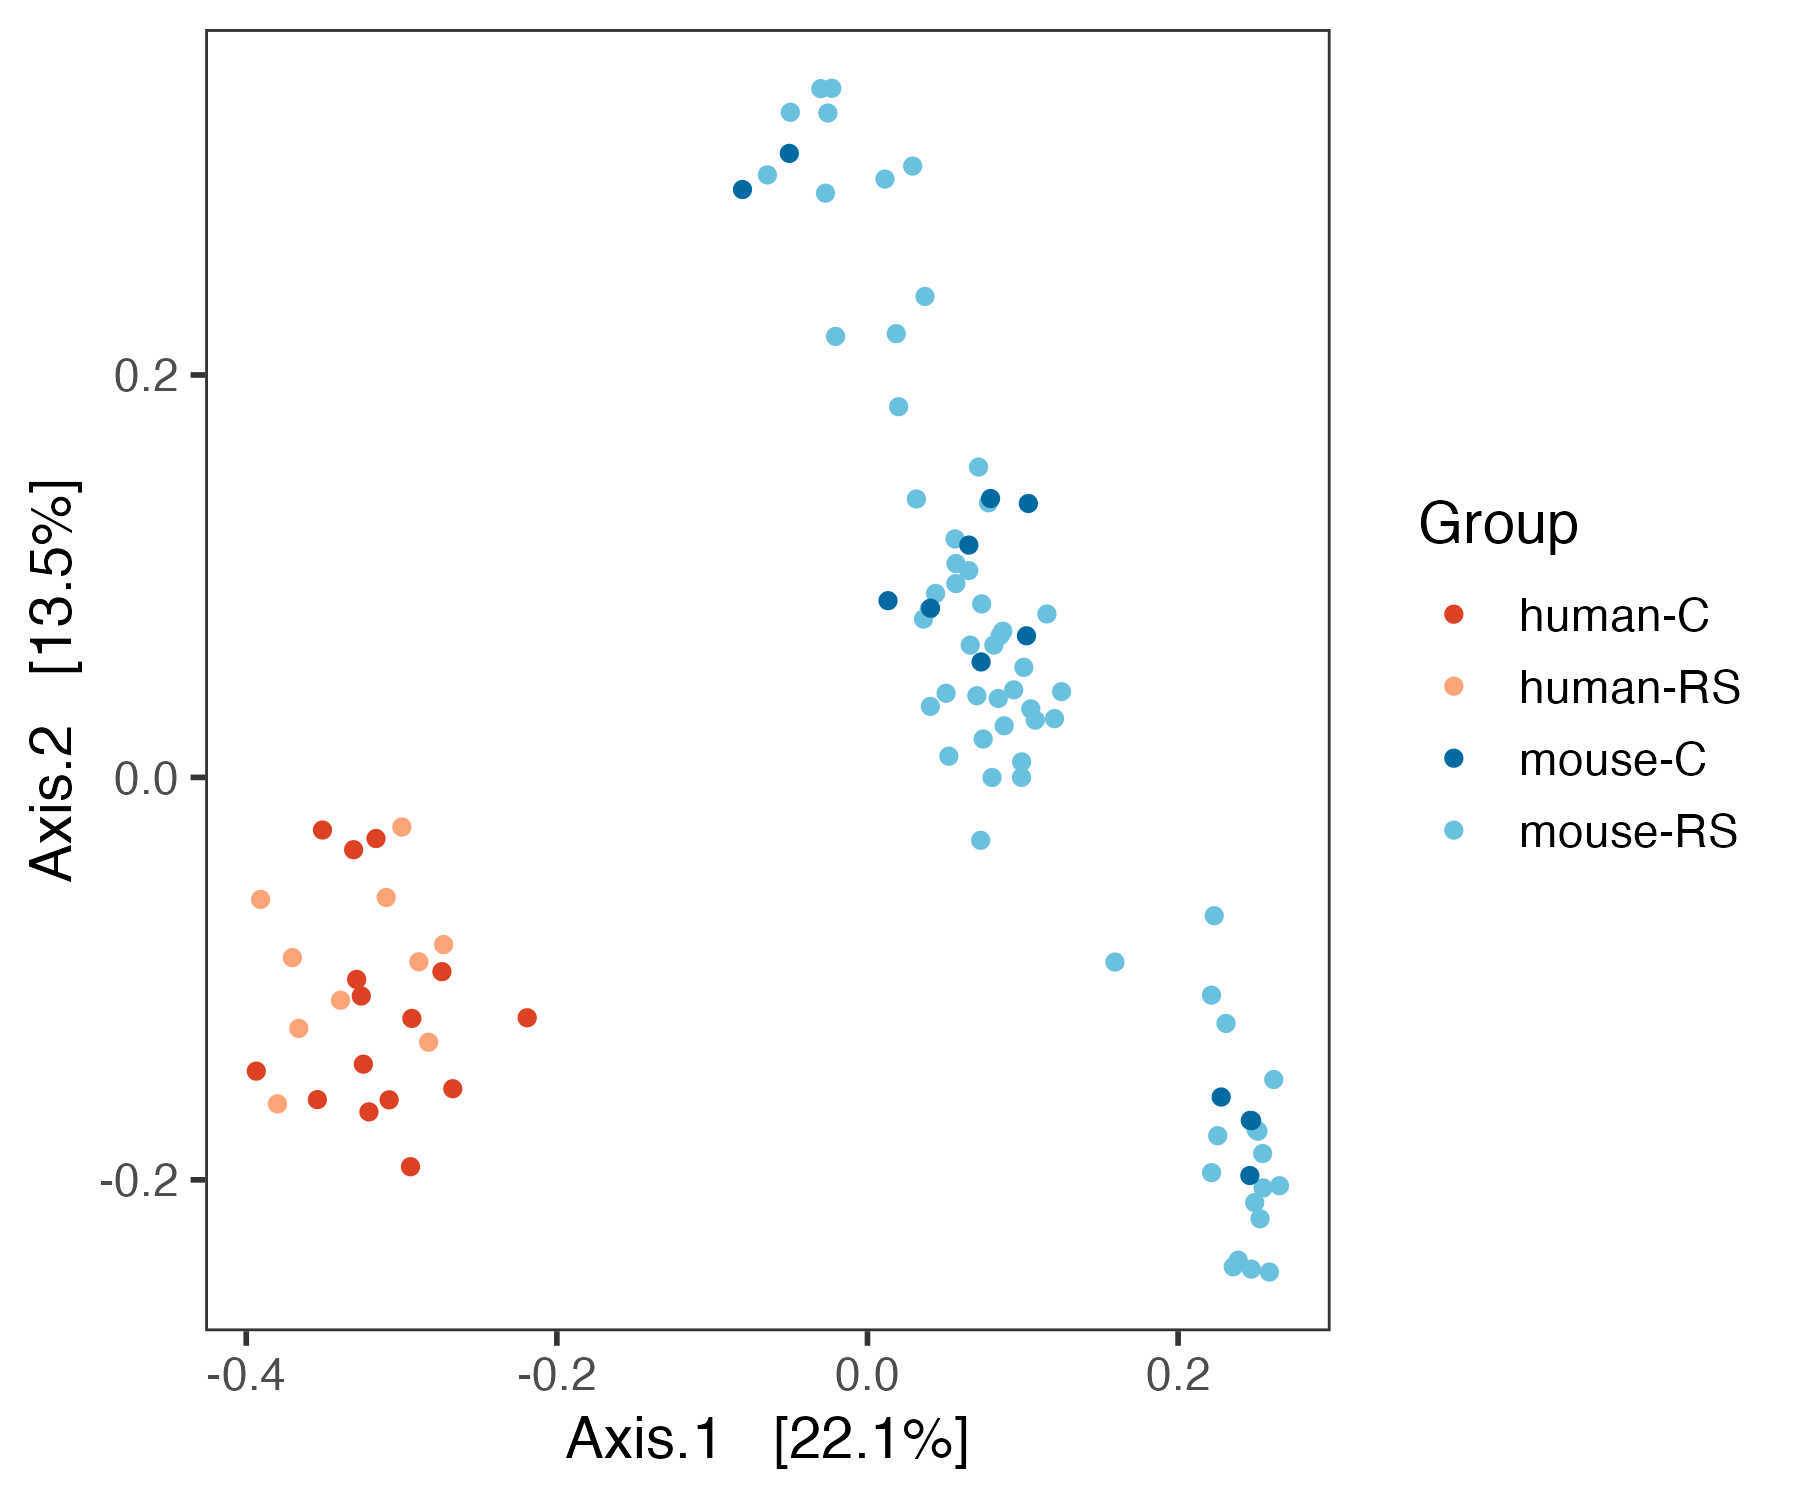 0.2
0.0
-0.2
Axis.2 [13.5%]
-0.4
-0.2
0.0
0.2
Axis.1 [22.1%]
Group
human-C
human-RS
mouse-C
mouse-RS